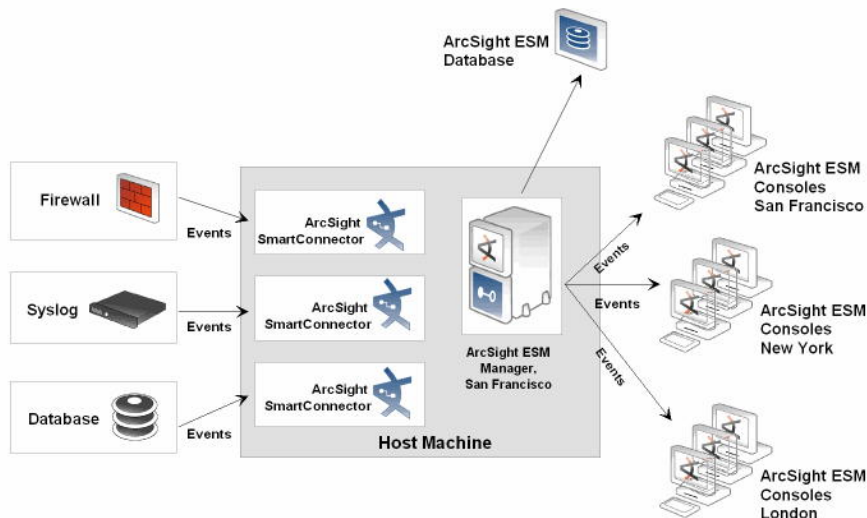 ArcSight ESM
Database
Firewall
Events
ArcSight
SmartConnector
Syslog
Events
ArcSight
SmartConnector
Database
Events
ArcSight
SmartConnector
ArcSight ESM
Manager,
San Francisco
Host Machine
Events
ArcSight ESM
Consoles
San Francisco
Events
ArcSight ESM
Consoles
New York
Events
ArcSight ESM
Consoles
London